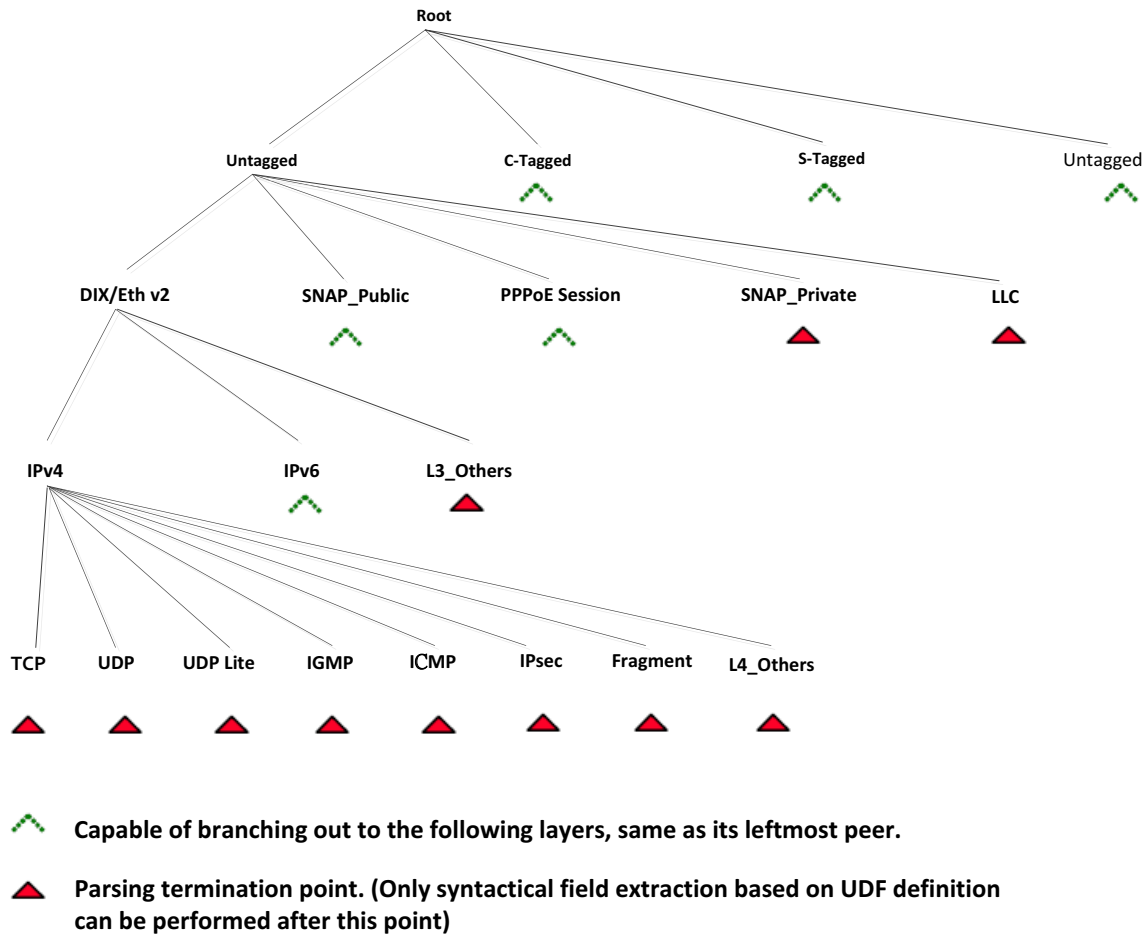 Root
Untagged
C-Tagged
S-Tagged
Untagged
DIX/Eth v2
SNAP_Public
PPPoE Session
SNAP_Private
LLC
IPv4
IPv6
L3_Others
TCP
UDP
UDP Lite
IGMP
ICMP
IPsec
Fragment
L4_Others
Capable of branching out to the following layers, same as its leftmost peer.
Parsing termination point. (Only syntactical field extraction based on UDF definition
can be performed after this point)